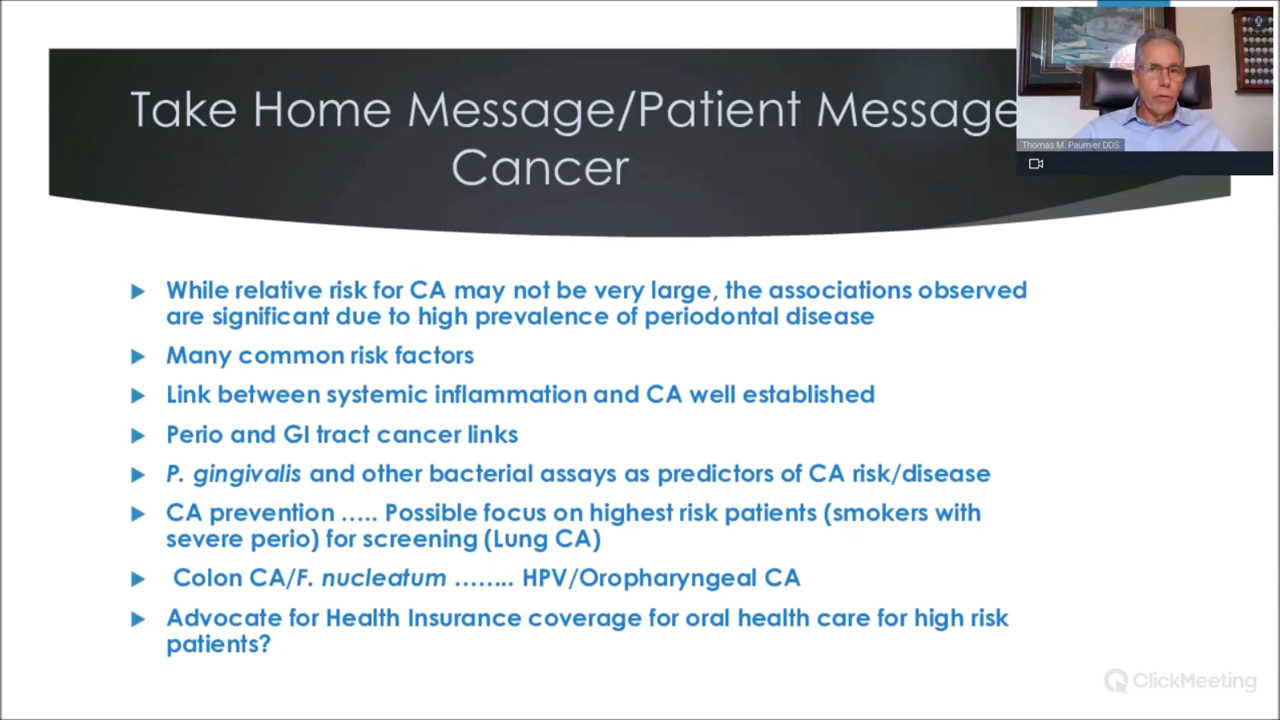 Take Home Message/Patient Message
Cancer
Thomas M. Paumier DDS
While relative risk for CA may not be very large, the associations observed
are significant due to high prevalence of periodontal disease
Many common risk factors
Link between systemic inflammation and CA well established
Perio and GI tract cancer links
P. gingivalis and other bacterial assays as predictors of CA risk/disease
CA prevention ..... Possible focus on highest risk patients (smokers with
severe perio) for screening (Lung CA)
Colon CA/F. nucleatum ........ HPV/Oropharyngeal CA
Advocate for Health Insurance coverage for oral health care for high risk
patients?
ClickMeeting